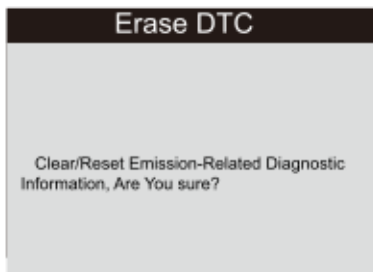 Erase DTC
Clear/Reset Emission-Related Diagnostic
Information, Are You sure?